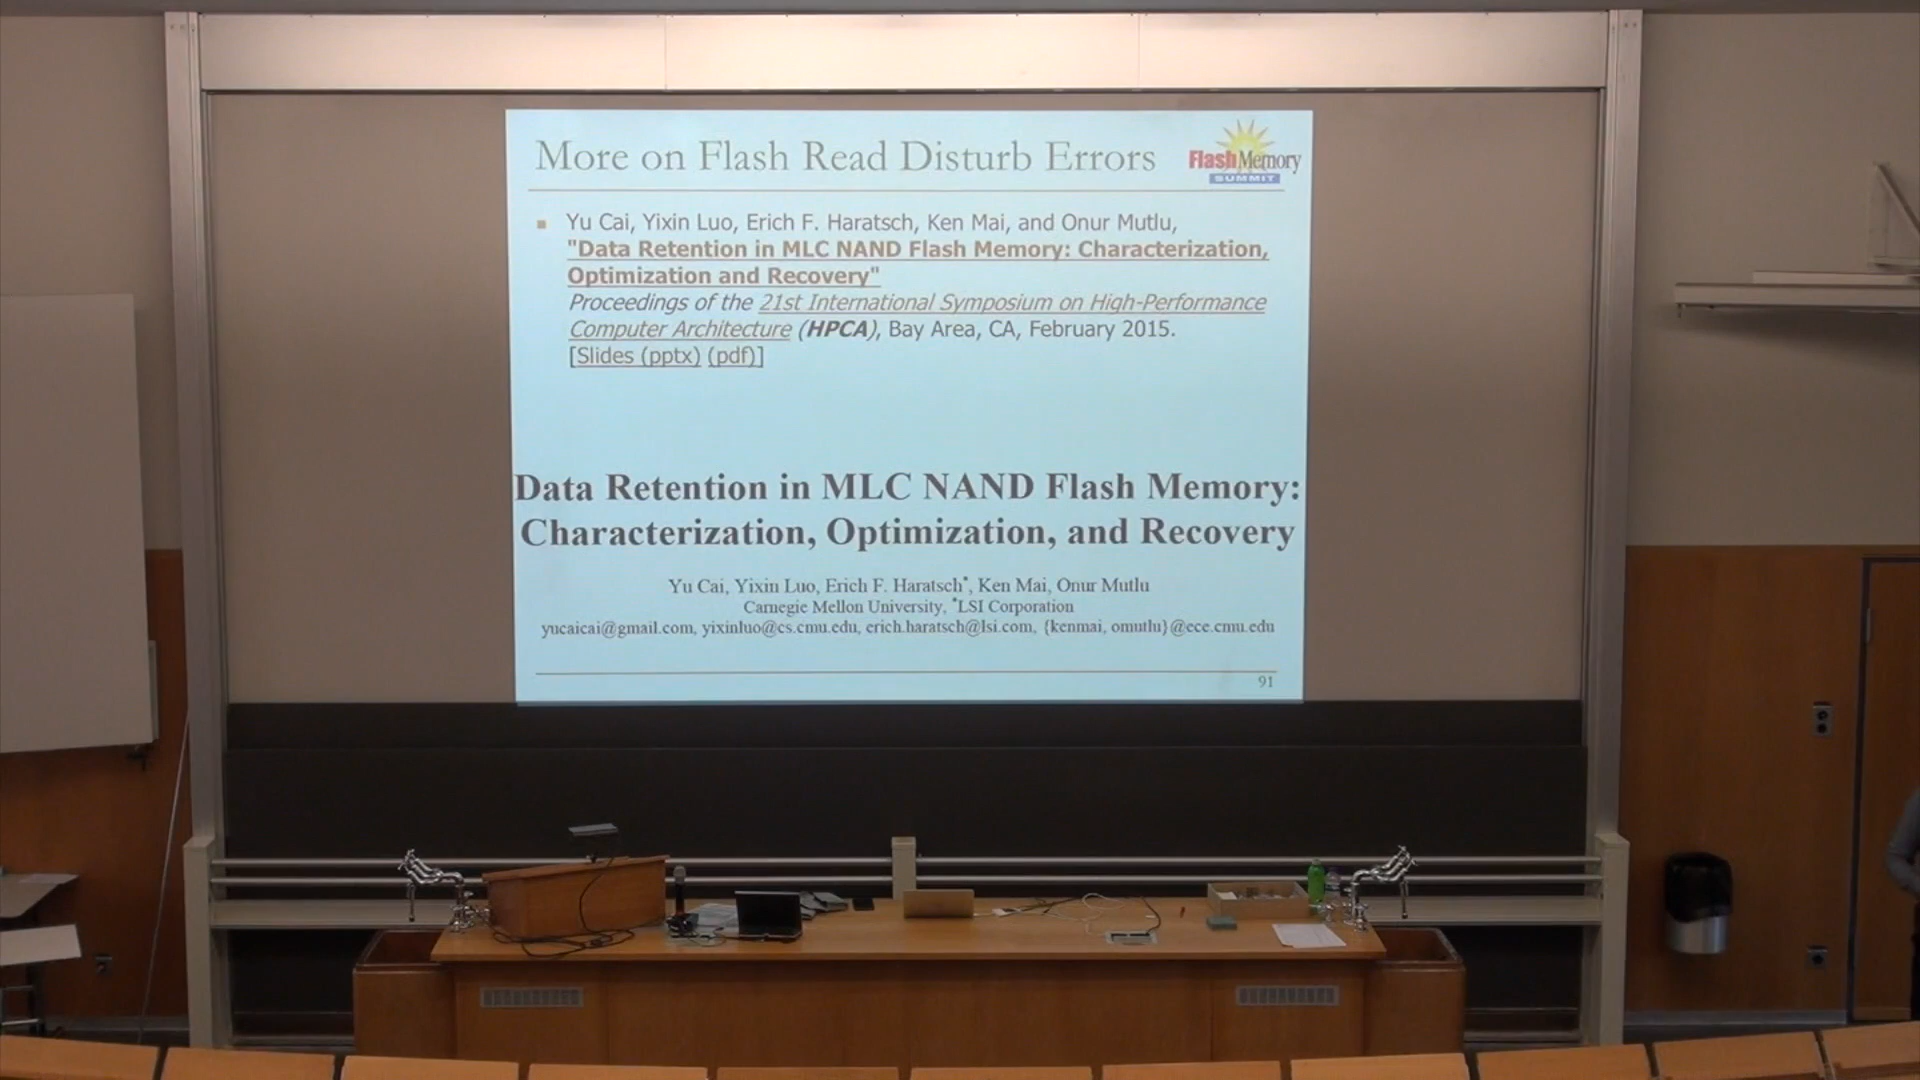 More on Flash Read Disturb Errors
FlashMemory
SUMMIT
Yu Cai, Yixin Luo, Erich F. Haratsch, Ken Mai, and Onur Mutlu,
"Data Retention in MLC NAND Flash Memory: Characterization,
Optimization and Recovery"
Proceedings of the 21st International Symposium on High-Performance
Computer Architecture (HPCA), Bay Area, CA, February 2015.
[Slides (pptx) (pdf)]
Data Retention in MLC NAND Flash Memory:
Characterization, Optimization, and Recovery
Yu Cai, Yixin Luo, Erich F. Haratsch*, Ken Mai, Onur Mutlu
Carnegie Mellon University, *LSI Corporation
yucaicai@gmail.com, yixinluo@cs.cmu.edu, erich.haratsch@lsi.com, {kenmai, omutlu}@ece.cmu.edu
91